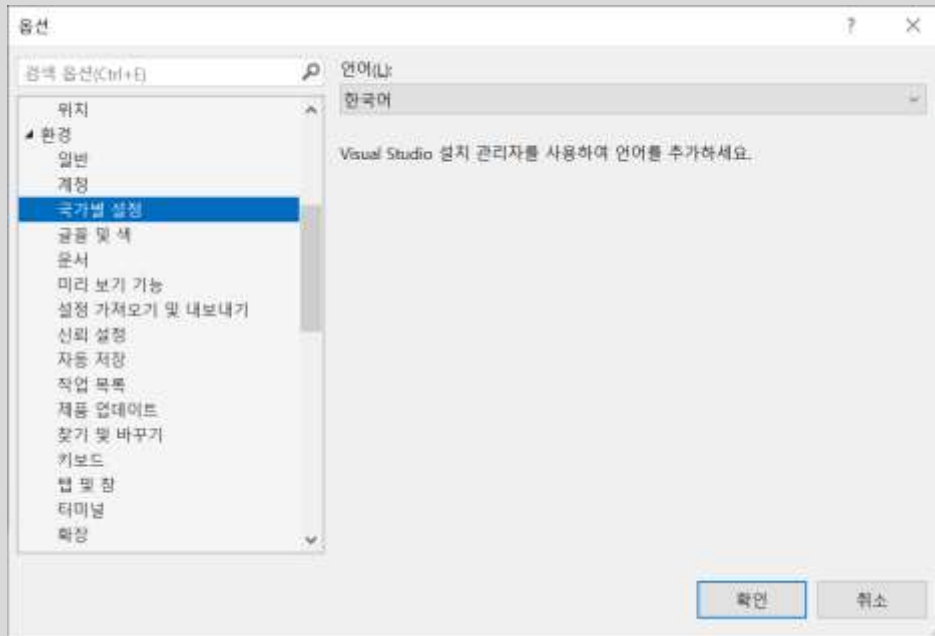 옵션
검색 옵션(Ctrl+E)
위치
환경
일반
계정
국가별 설정
글꼴 및 색
문서
미리 보기 기능
설정 가져오기 및 내보내기
신뢰 설정
자동 저장
작업 목록
제품 업데이트
찾기 및 바꾸기
키보드
탭 및 창
터미널
확장
언어(L):
한국어
Visual Studio 설치 관리자를 사용하여 언어를 추가하세요.
확인
취소